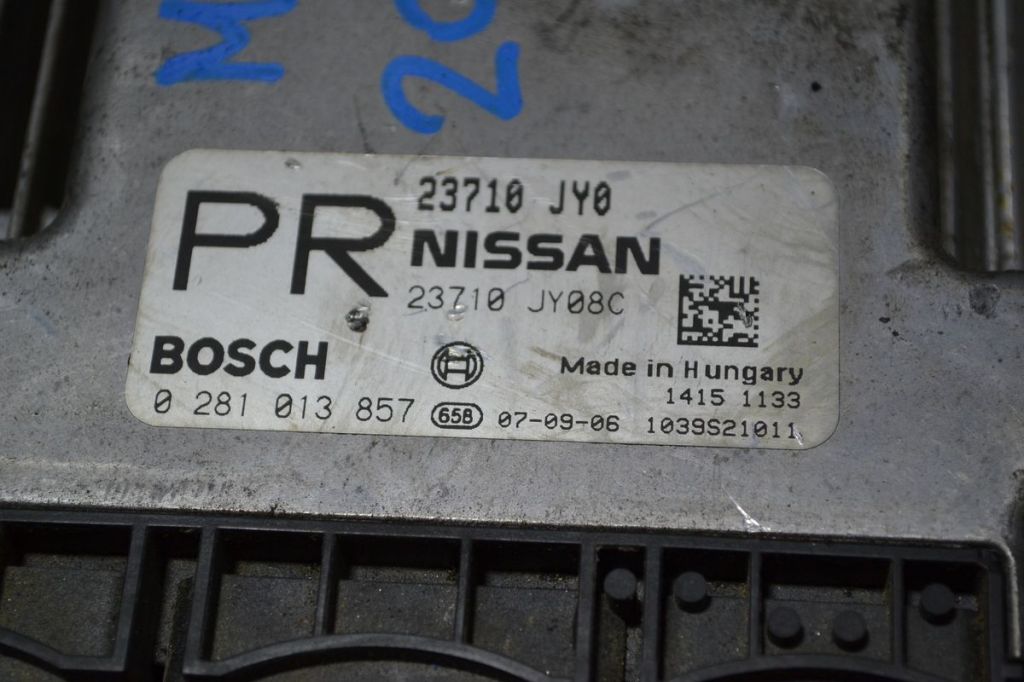 PR
23710 JY0
NISSAN
23710 JY08C
BOSCH
Made in Hungary
1415 1133
0 281 013 857 658 07-09-06 1039S21011